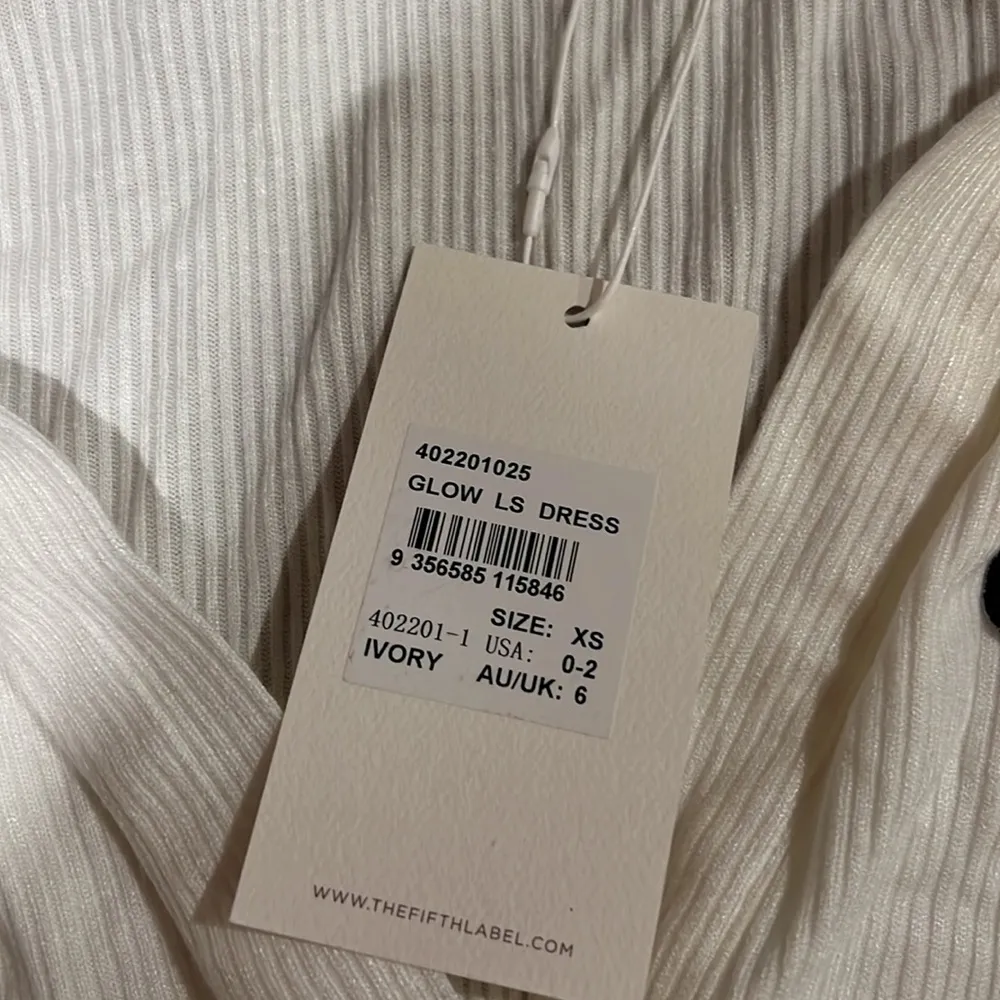 402201025
GLOW LS DRESS
9 356585 115846
SIZE: XS
402201-1 USA: 0-2
IVORY AU/UK: 6
WWW.THEFIFTHLABEL.COM